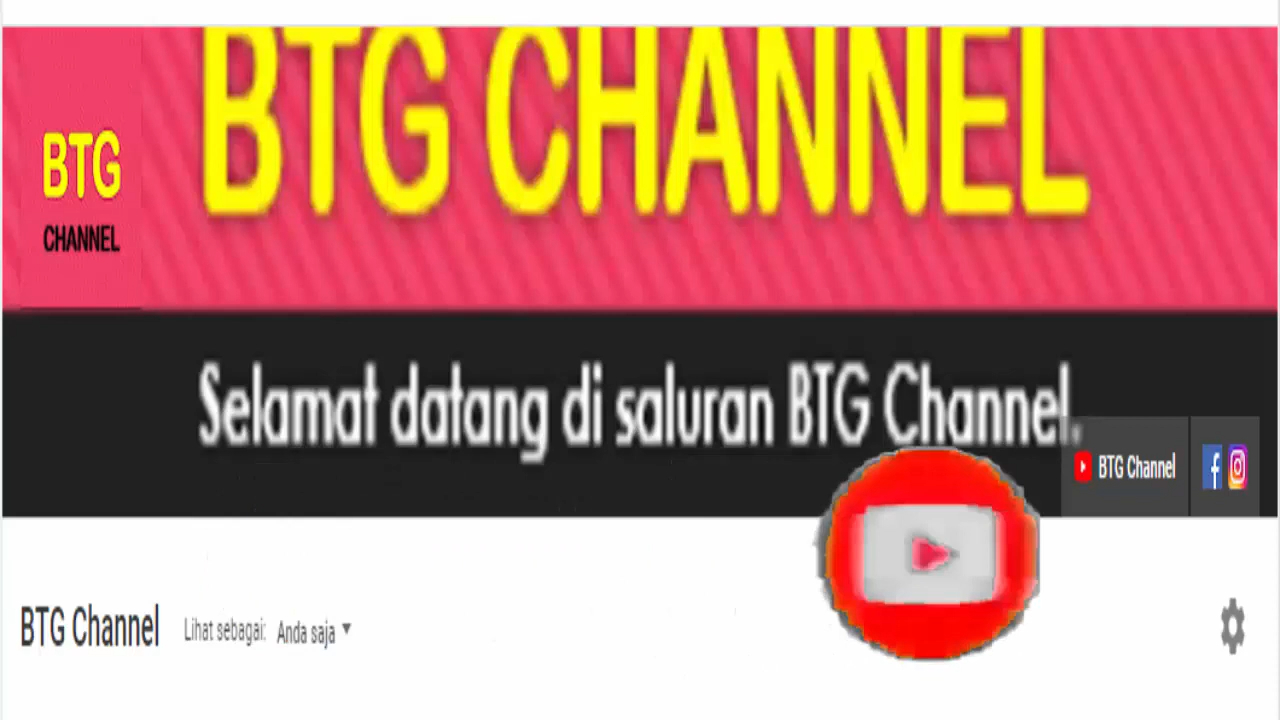 BTG CHANNEL
BTG
CHANNEL
Selamat datang di saluran BTG Channel.
BTG Channel
BTG Channel
Lihat sebagai: Anda saja